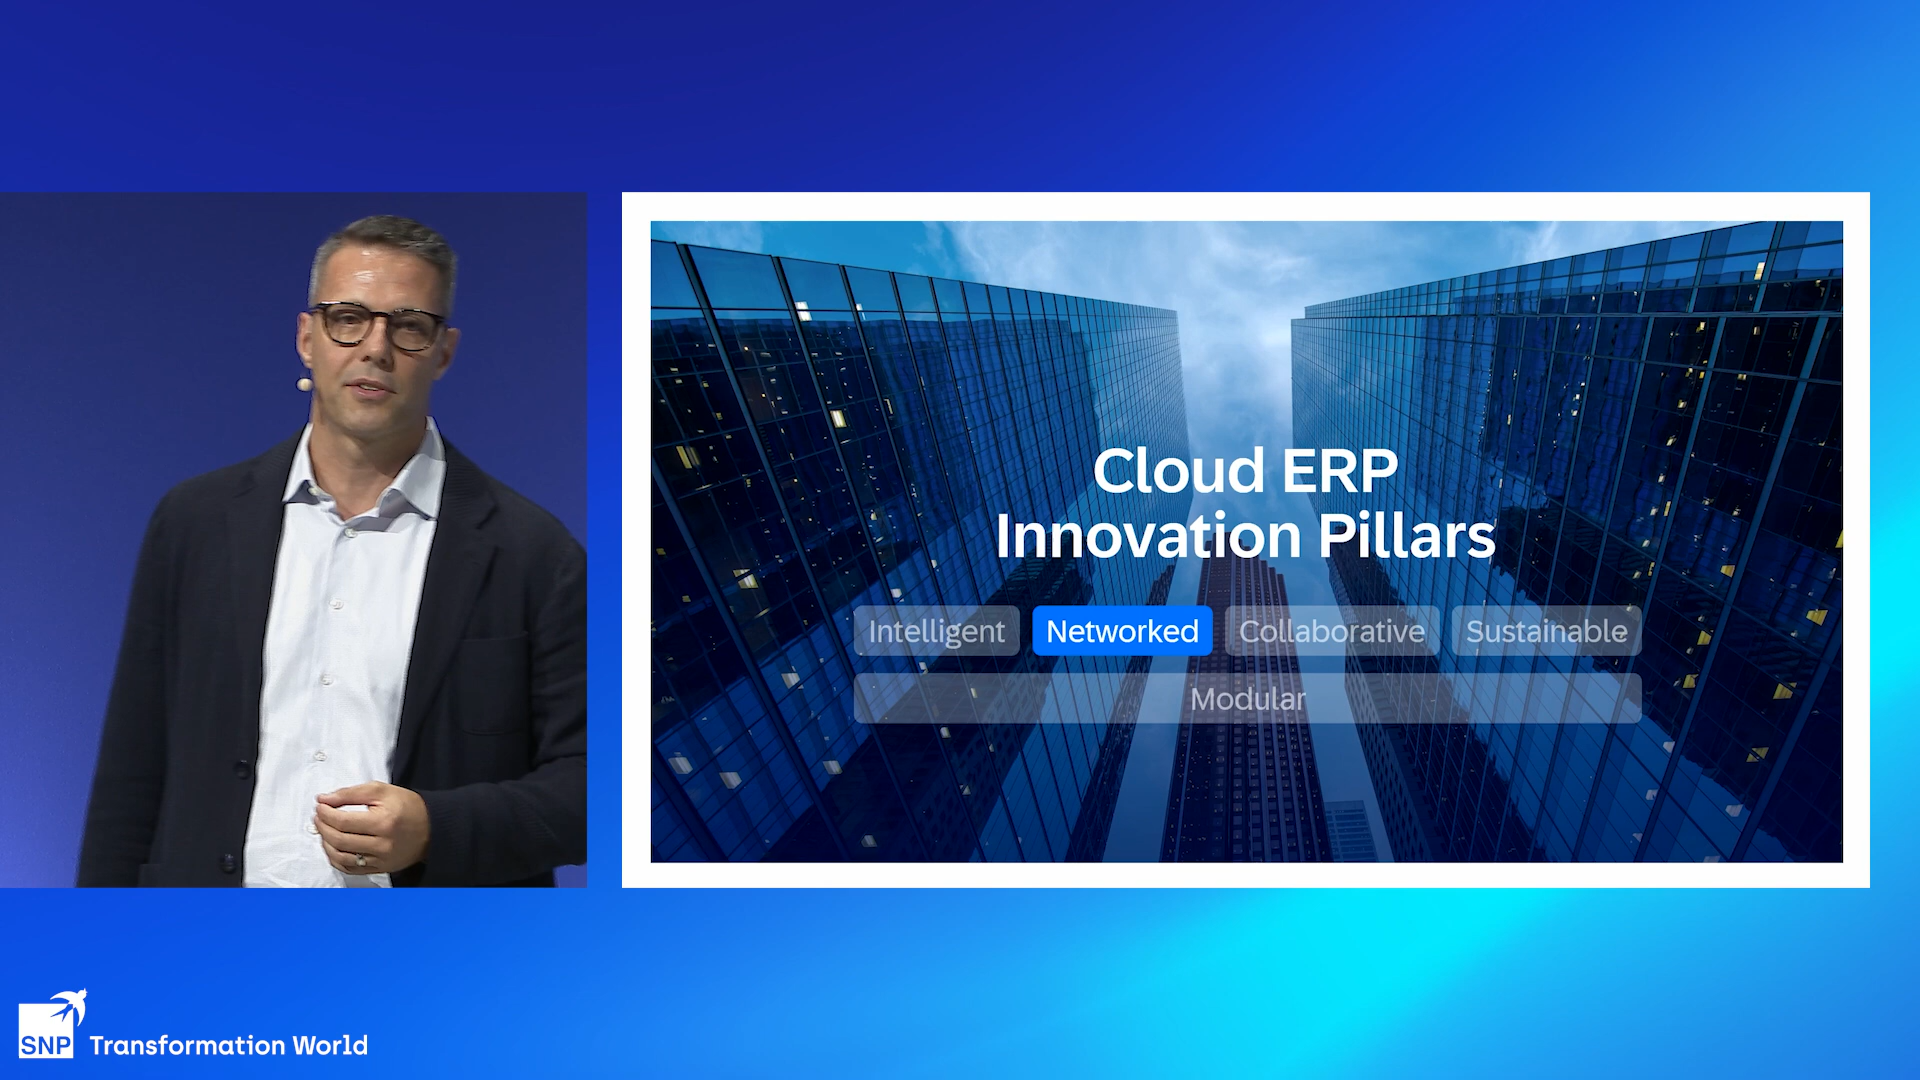 Cloud ERP
Innovation Pillars
Intelligent Networked Collaborative Sustainable
Modular
SNP Transformation World